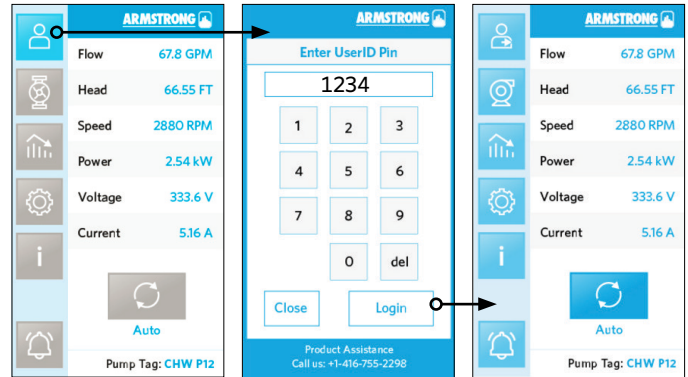 ARMSTRONG
Flow 67.8 GPM
Head 66.55 FT
Speed 2880 RPM
Power 2.54 kW
Voltage 333.6 V
Current 5.16 A
i
Auto
Pump Tag: CHW P12
ARMSTRONG
Enter UserID Pin
1234
1 2 3
4 5 6
7 8 9
0 del
Close Login
Product Assistance
Call us: +1-416-755-2298
ARMSTRONG
Flow 67.8 GPM
Head 66.55 FT
Speed 2880 RPM
Power 2.54 kW
Voltage 333.6 V
Current 5.16 A
i
Auto
Pump Tag: CHW P12